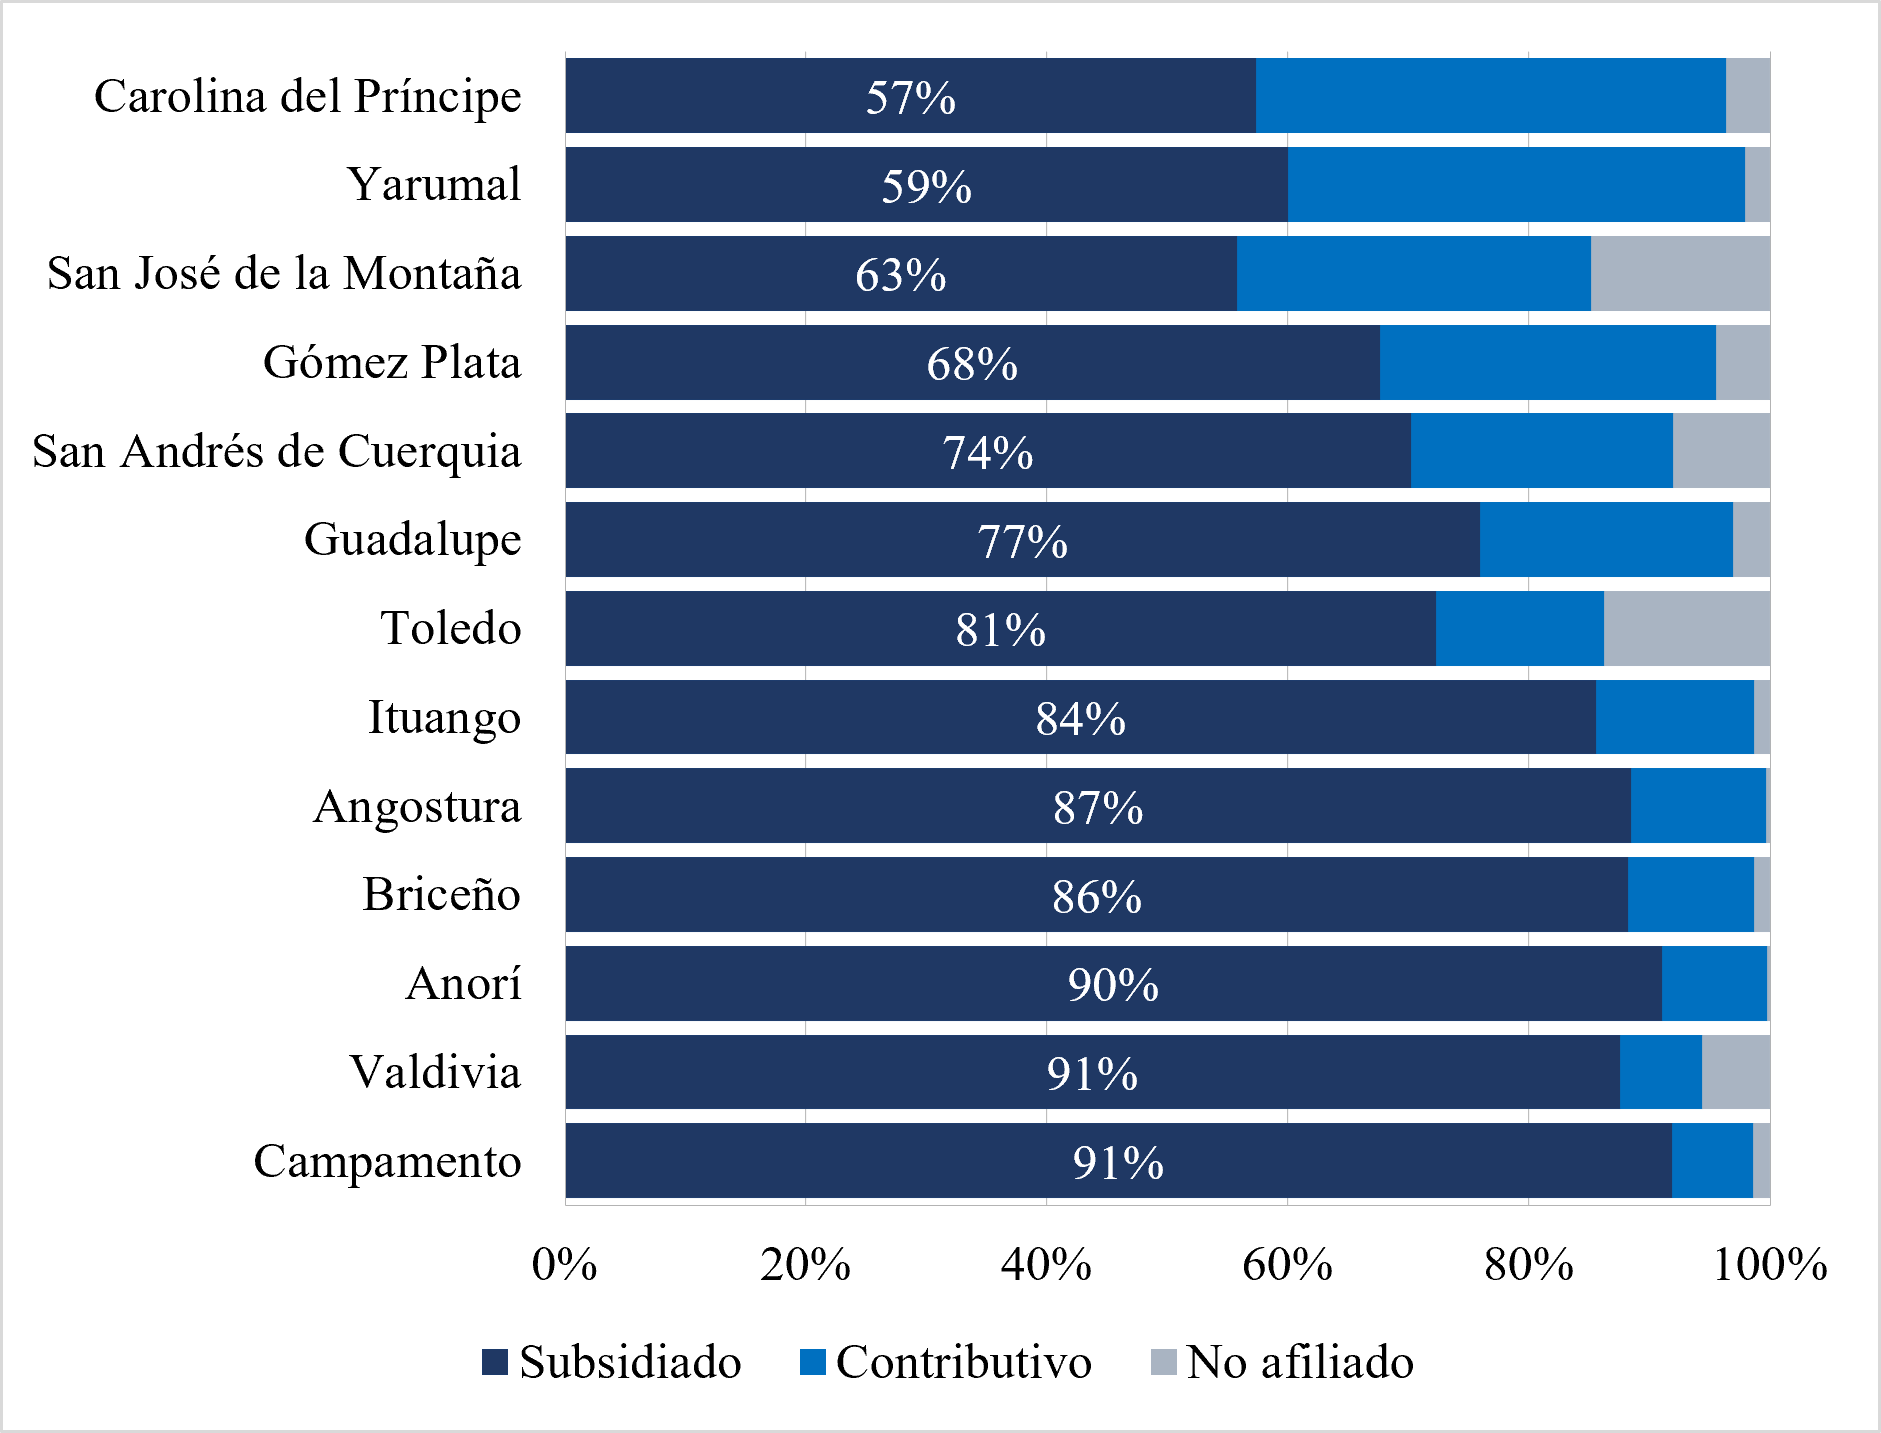 Carolina del Príncipe 57%
Yarumal 59%
San José de la Montaña 63%
Gómez Plata 68%
San Andrés de Cuerquia 74%
Guadalupe 77%
Toledo 81%
Ituango 84%
Angostura 87%
Briceño 86%
Anorí 90%
Valdivia 91%
Campamento 91%
0% 20% 40% 60% 80% 100%
Subsidiado Contributivo No afiliado